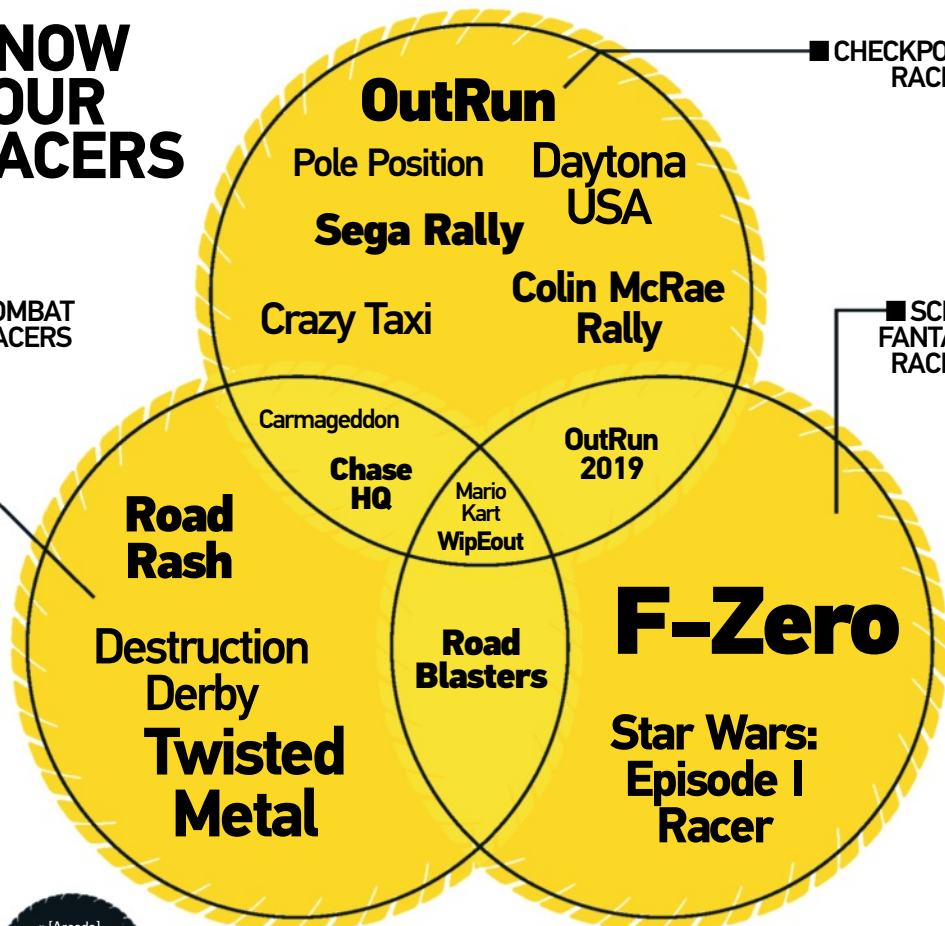 NOW
OUR
ACERS
CHECKPO
RAC
OutRun
Pole Position
Daytona
USA
Sega Rally
Colin McRae
Rally
Crazy Taxi
OMBAT
ACERS
SCI
FANTA
RAC
Carmageddon
Chase
HQ
OutRun
2019
Mario
Kart
WipEout
Road
Rash
Destruction
Derby
Twisted
Metal
Road
Blasters
F-Zero
Star Wars:
Episode I
Racer
[Arcade]